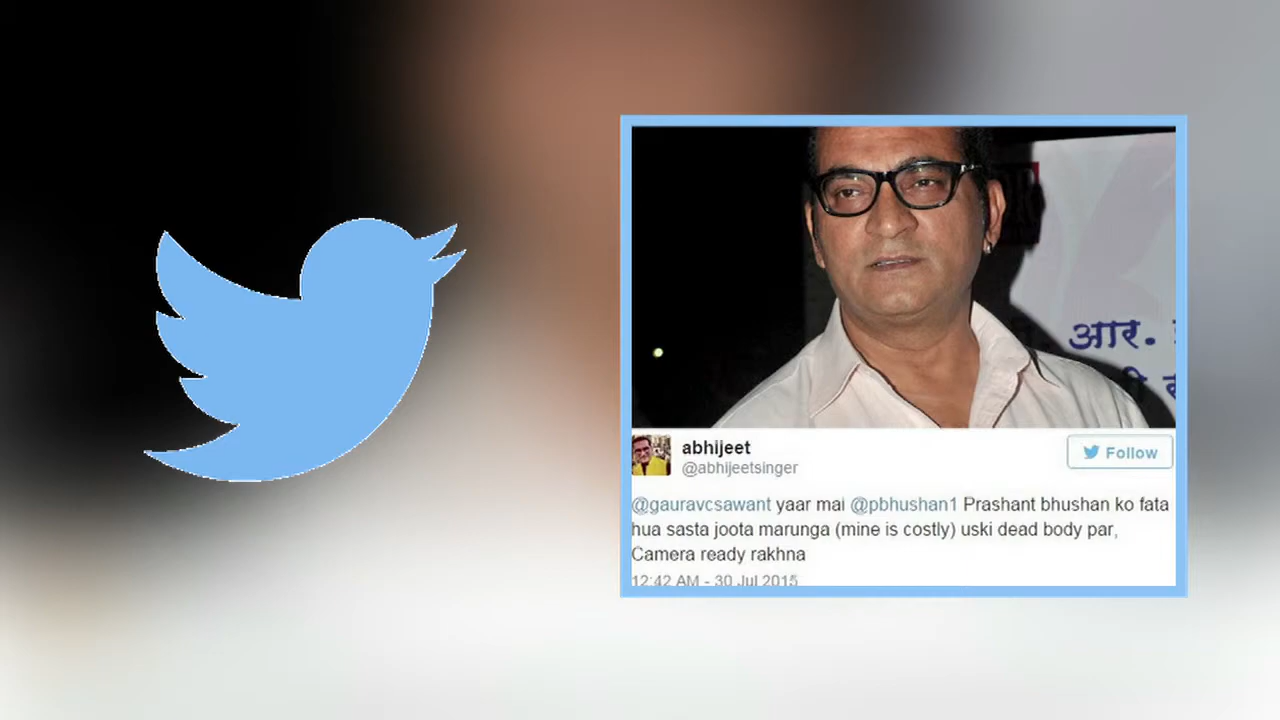 आर.
abhijeet
@abhijeetsinger
Follow
@gauravcsawant yaar mai @pbhushan1 Prashant bhushan ko fata
hua sasta joota marunga (mine is costly) uski dead body par,
Camera ready rakhna
12:42 AM - 30 Jul 2015